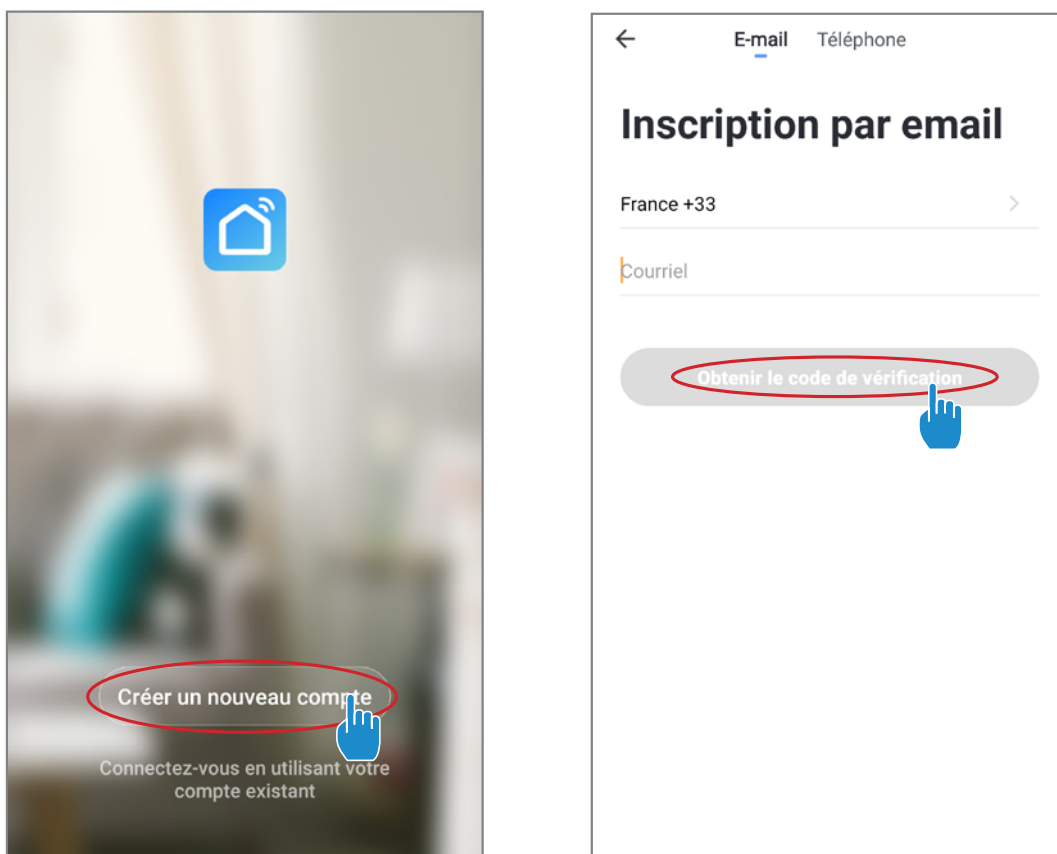 Créer un nouveau compte
Connectez-vous en utilisant votre
compte existant
E-mail Téléphone
Inscription par email
France +33
Courriel
Obtenir le code de vérification